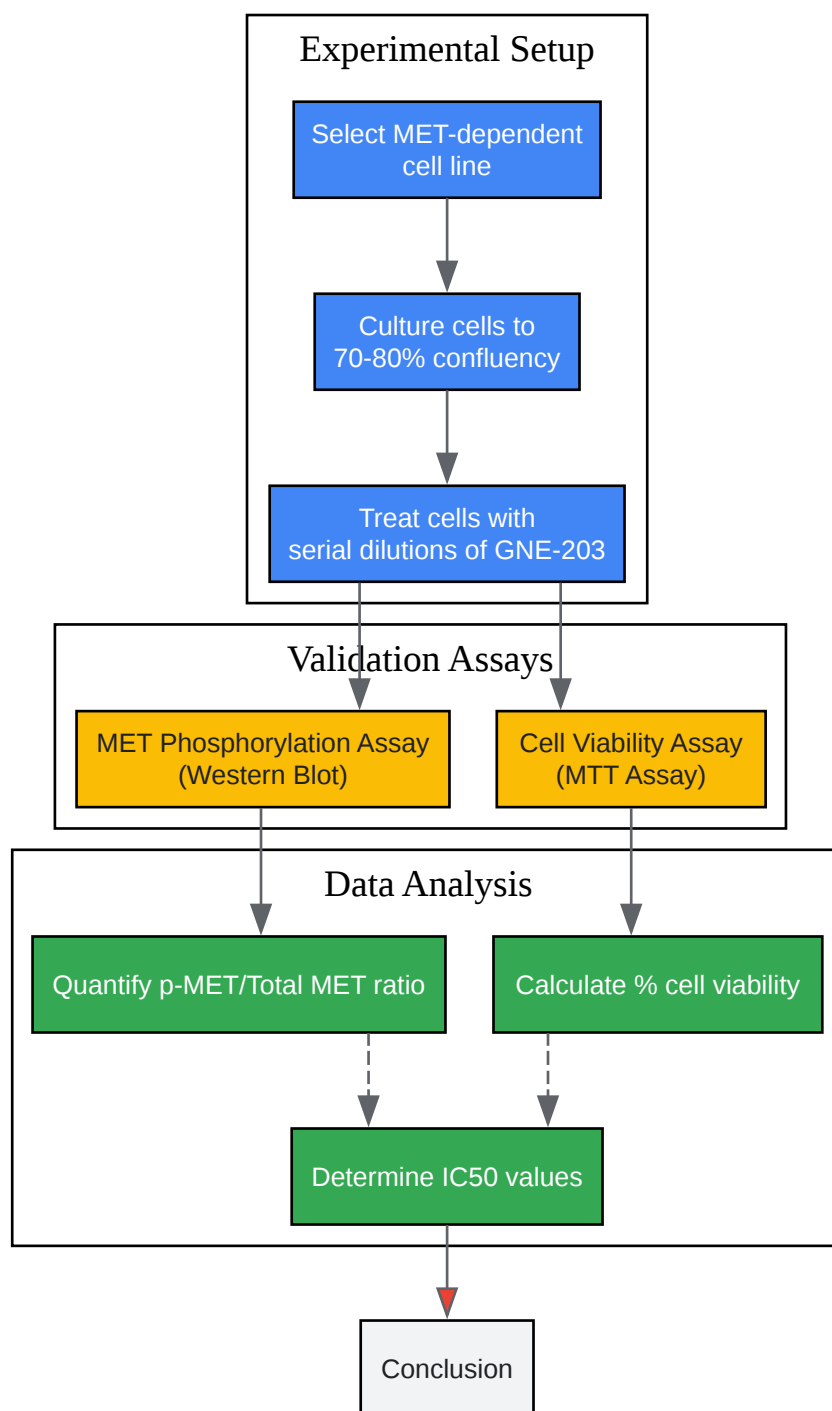 Experimental Setup
Select MET-dependent
cell line
Culture cells to
70-80% confluency
Treat cells with
serial dilutions of GNE-203
Validation Assays
MET Phosphorylation Assay
(Western Blot)
Cell Viability Assay
(MTT Assay)
Data Analysis
Quantify p-MET/Total MET ratio
Calculate % cell viability
Determine IC50 values
Conclusion